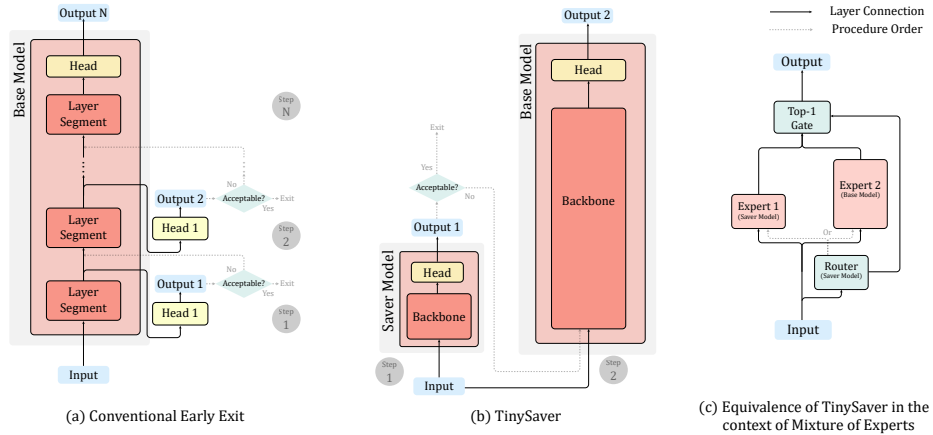 Output N
Base Model
Head
Layer
Segment
Step
N
No
Output 2
Acceptable?
Exit
Yes
Layer
Segment
Head 1
Step
2
No
Output 1
Acceptable?
Exit
Yes
Layer
Segment
Head 1
Step
1
Input
(a) Conventional Early Exit
Output 2
Base Model
Head
Exit
Yes
Acceptable?
No
Backbone
Output 1
Saver Model
Head
Backbone
Step
1
Input
Step
2
(b) TinySaver
Layer Connection
Procedure Order
Output
Top-1
Gate
Expert 2
(Base Model)
Expert 1
(Saver Model)
Or
Router
(Saver Model)
Input
(c) Equivalence of TinySaver in the
context of Mixture of Experts